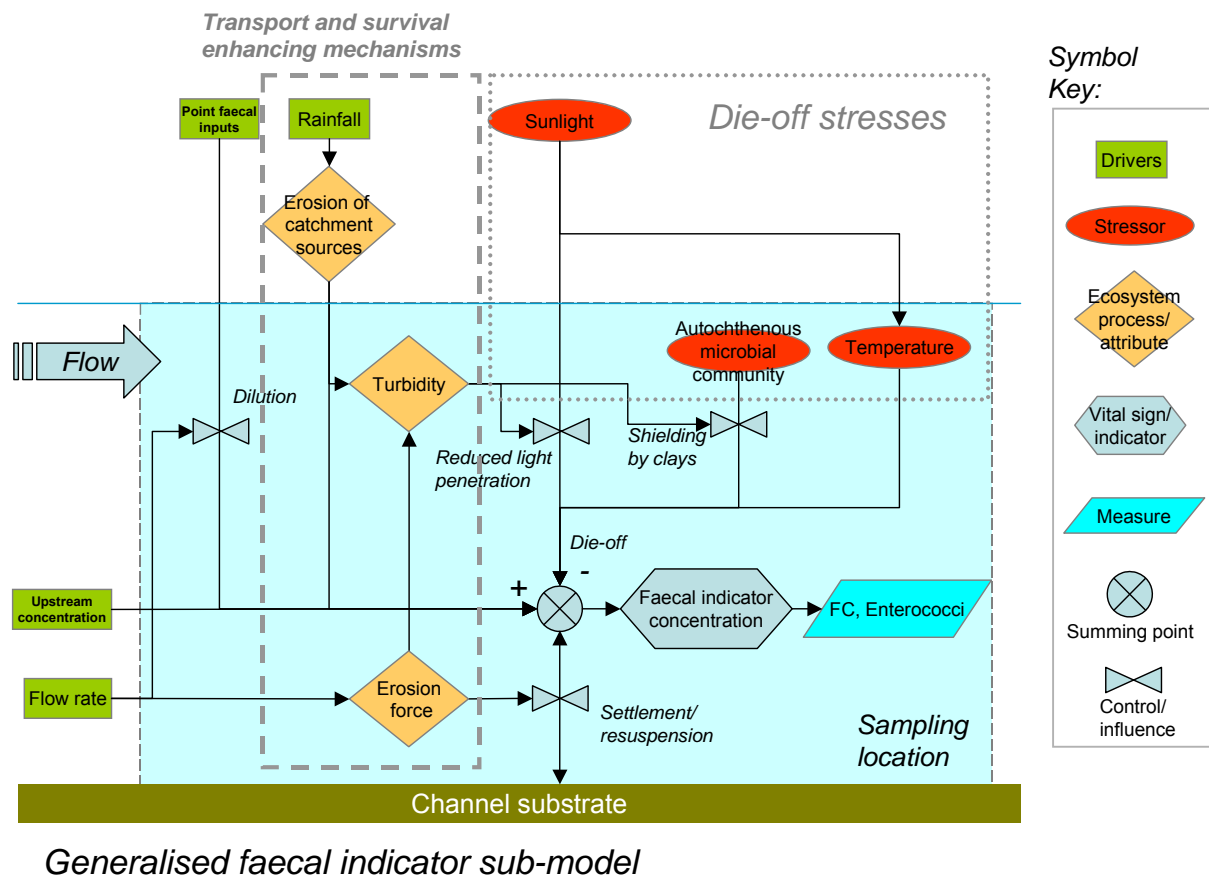 Transport and survival
enhancing mechanisms
Symbol
Key:
Point faecal
inputs
Rainfall
Sunlight
Die-off stresses
Drivers
Erosion of
catchment
sources
Stressor
Ecosystem
process/
attribute
Flow
Autochthenous
microbial
community
Temperature
Turbidity
Dilution
Vital sign/
indicator
Reduced light
penetration
Shielding
by clays
Measure
Die-off
+
-
Upstream
concentration
Faecal indicator
concentration
FC, Enterococci
Summing point
Flow rate
Erosion
force
Settlement/
resuspension
Sampling
location
Control/
influence
Channel substrate
Generalised faecal indicator sub-model